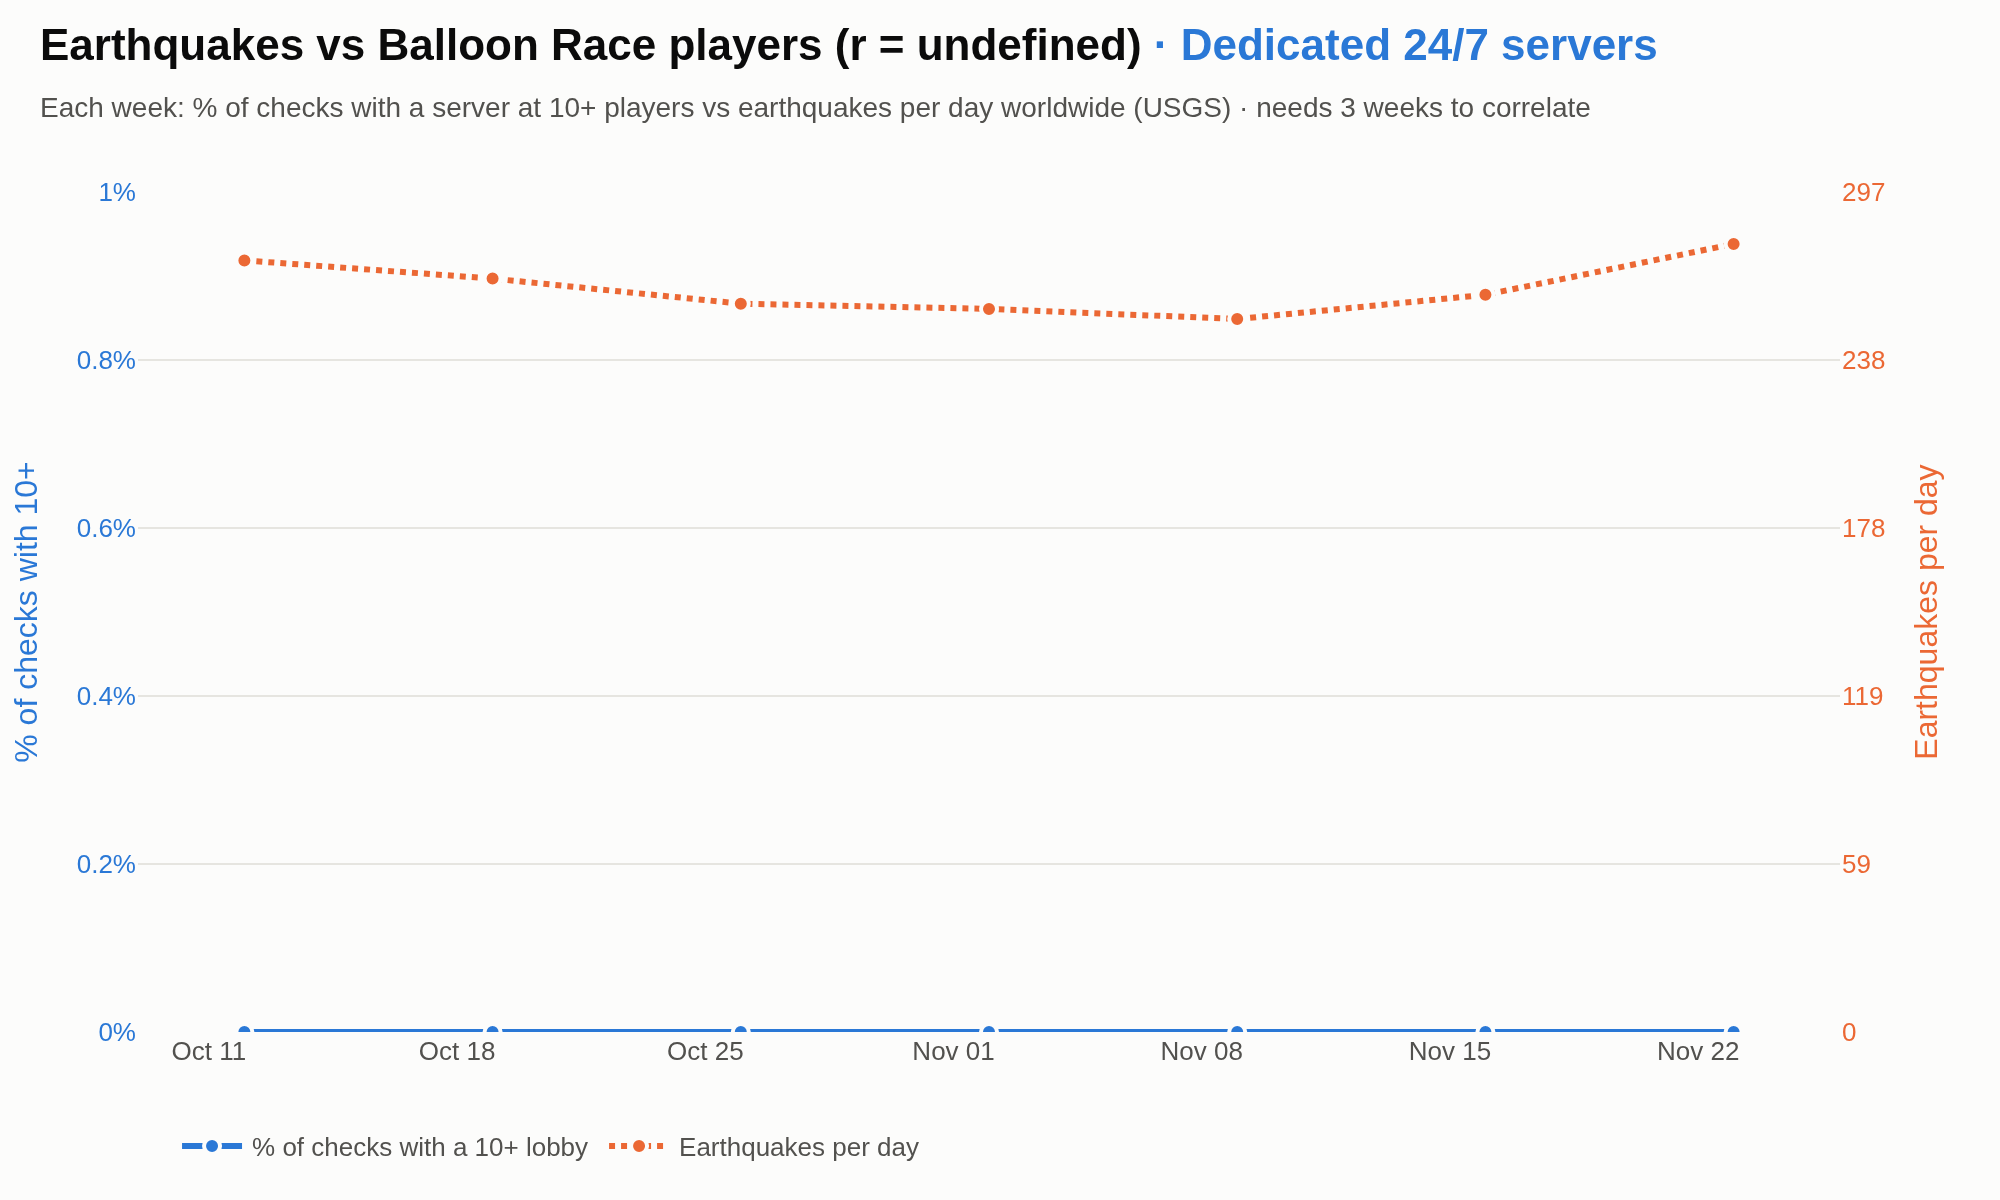 Earthquakes vs Balloon Race players (r = undefined) · Dedicated 24/7 servers
Each week: % of checks with a server at 10+ players vs earthquakes per day worldwide (USGS) · needs 3 weeks to correlate
% of checks with 10+
1%
0.8%
0.6%
0.4%
0.2%
0%
297
238
178
119
59
0
Earthquakes per day
Oct 11 Oct 18 Oct 25 Nov 01 Nov 08 Nov 15 Nov 22
% of checks with a 10+ lobby Earthquakes per day